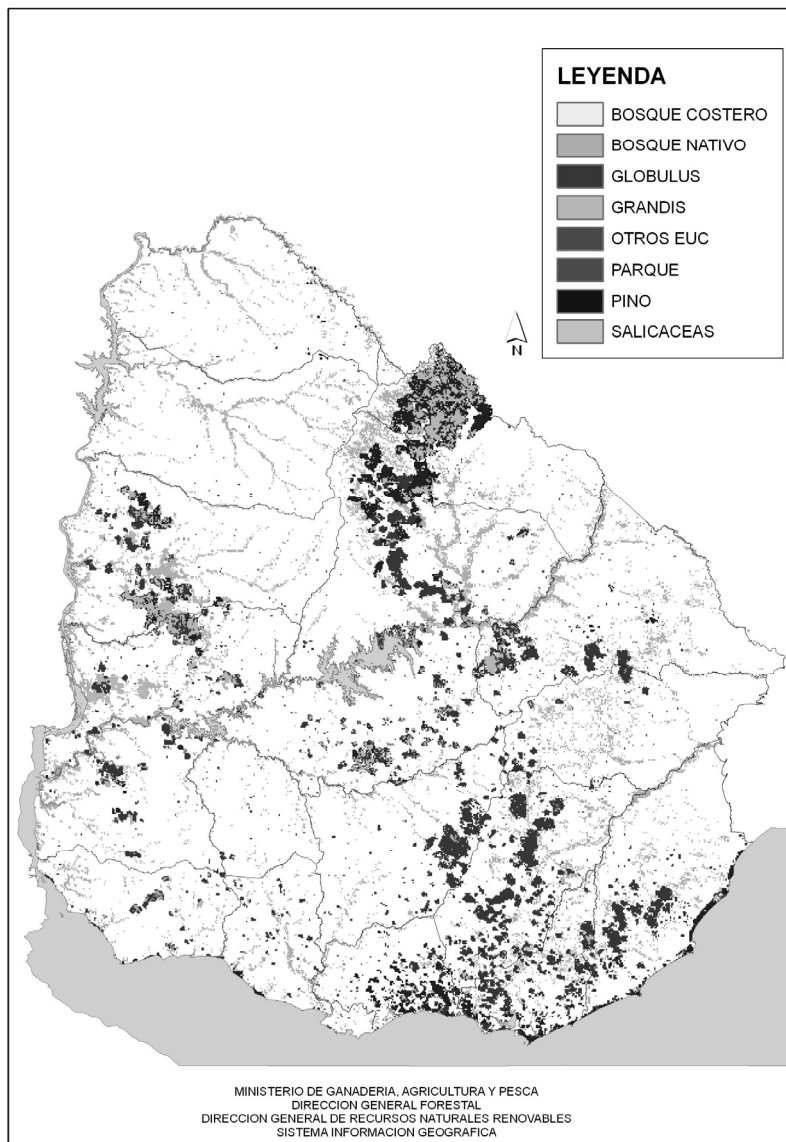 LEYENDA
BOSQUE COSTERO
BOSQUE NATIVO
GLOBULUS
GRANDIS
OTROS EUC
PARQUE
PINO
SALICACEAS
N
MINISTERIO DE GANADERIA, AGRICULTURA Y PESCA
DIRECCION GENERAL FORESTAL
DIRECCION GENERAL DE RECURSOS NATURALES RENOVABLES
SISTEMA INFORMACION GEOGRAFICA